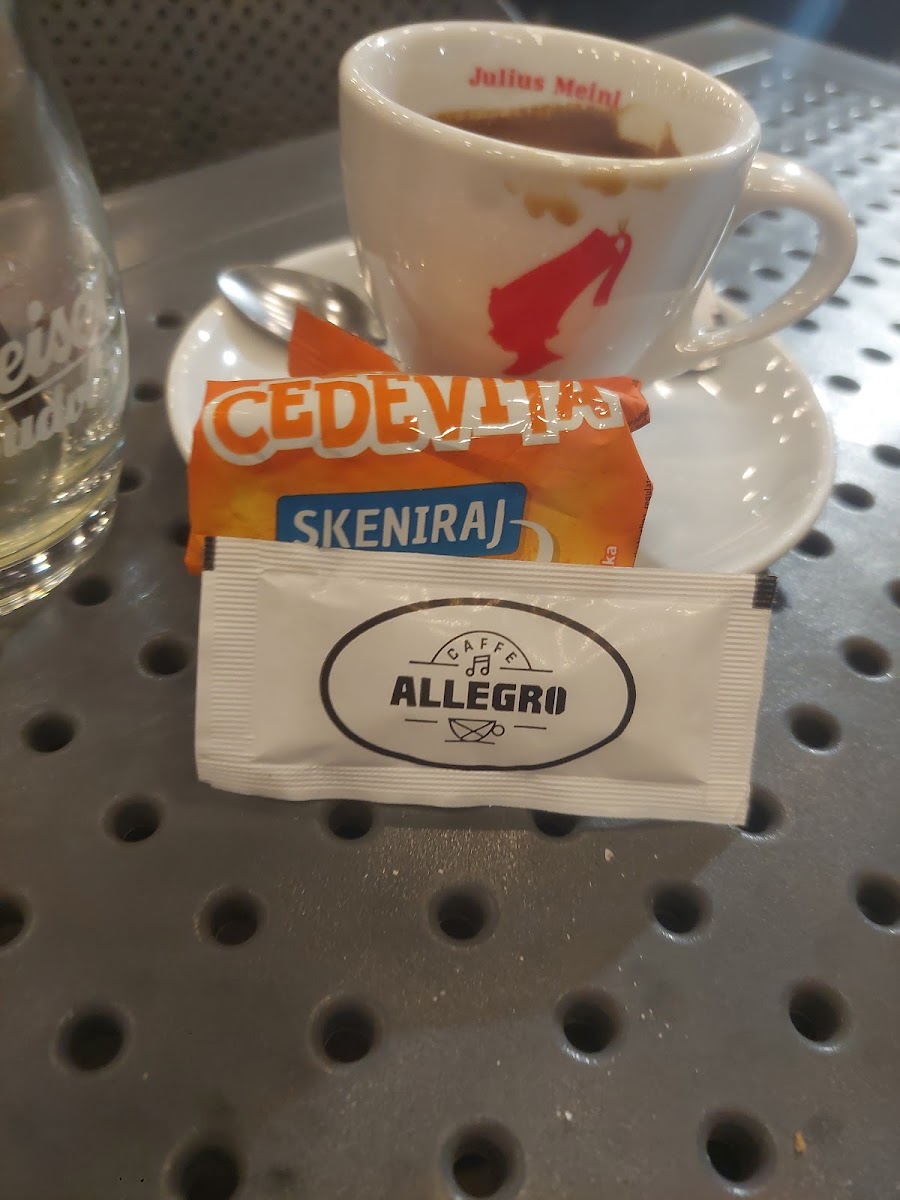 Julius Meinl
CEDEVITA
SKENIRAJ
CAFFE
ALLEGRO